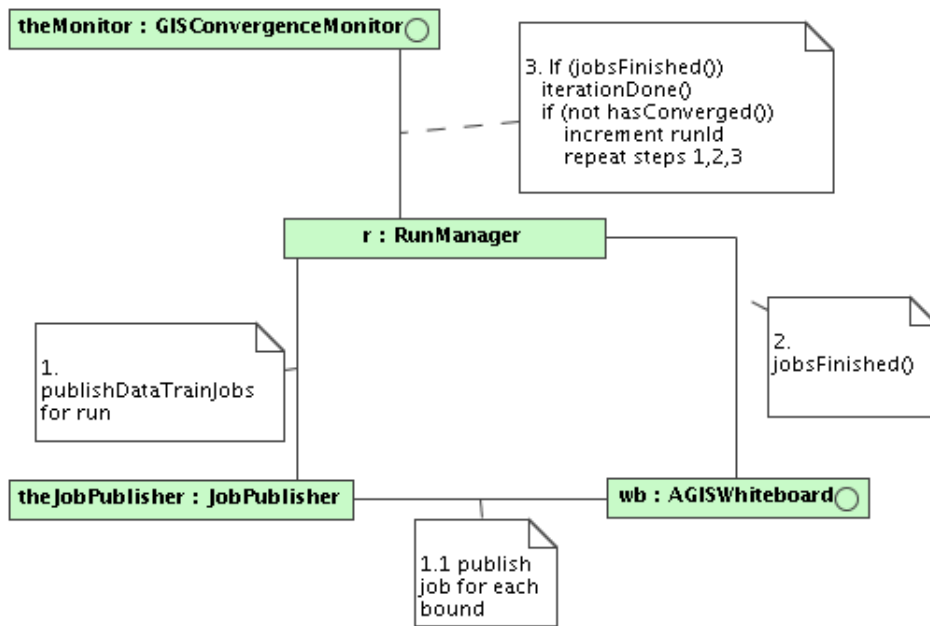 theMonitor : GISConvergenceMonitor
3. If (jobsFinished())
iterationDone()
if (not hasConverged())
increment runId
repeat steps 1,2,3
r : RunManager
1.
publishDataTrainJobs
for run
2.
jobsFinished()
theJobPublisher : JobPublisher
wb : AGISWhiteboard
1.1 publish
job for each
bound